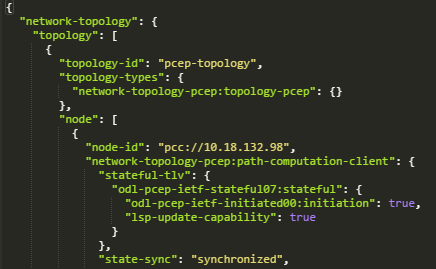 {
"network-topology": {
"topology": [
{
"topology-id": "pcep-topology",
"topology-types": {
"network-topology-pcep:topology-pcep": {}
},
"node": [
{
"node-id": "pcc://10.18.132.98",
"network-topology-pcep:path-computation-client": {
"stateful-tlv": {
"odl-pcep-ietf-stateful07:stateful": {
"odl-pcep-ietf-initiated00:initiation": true,
"lsp-update-capability": true
}
},
"state-sync": "synchronized",